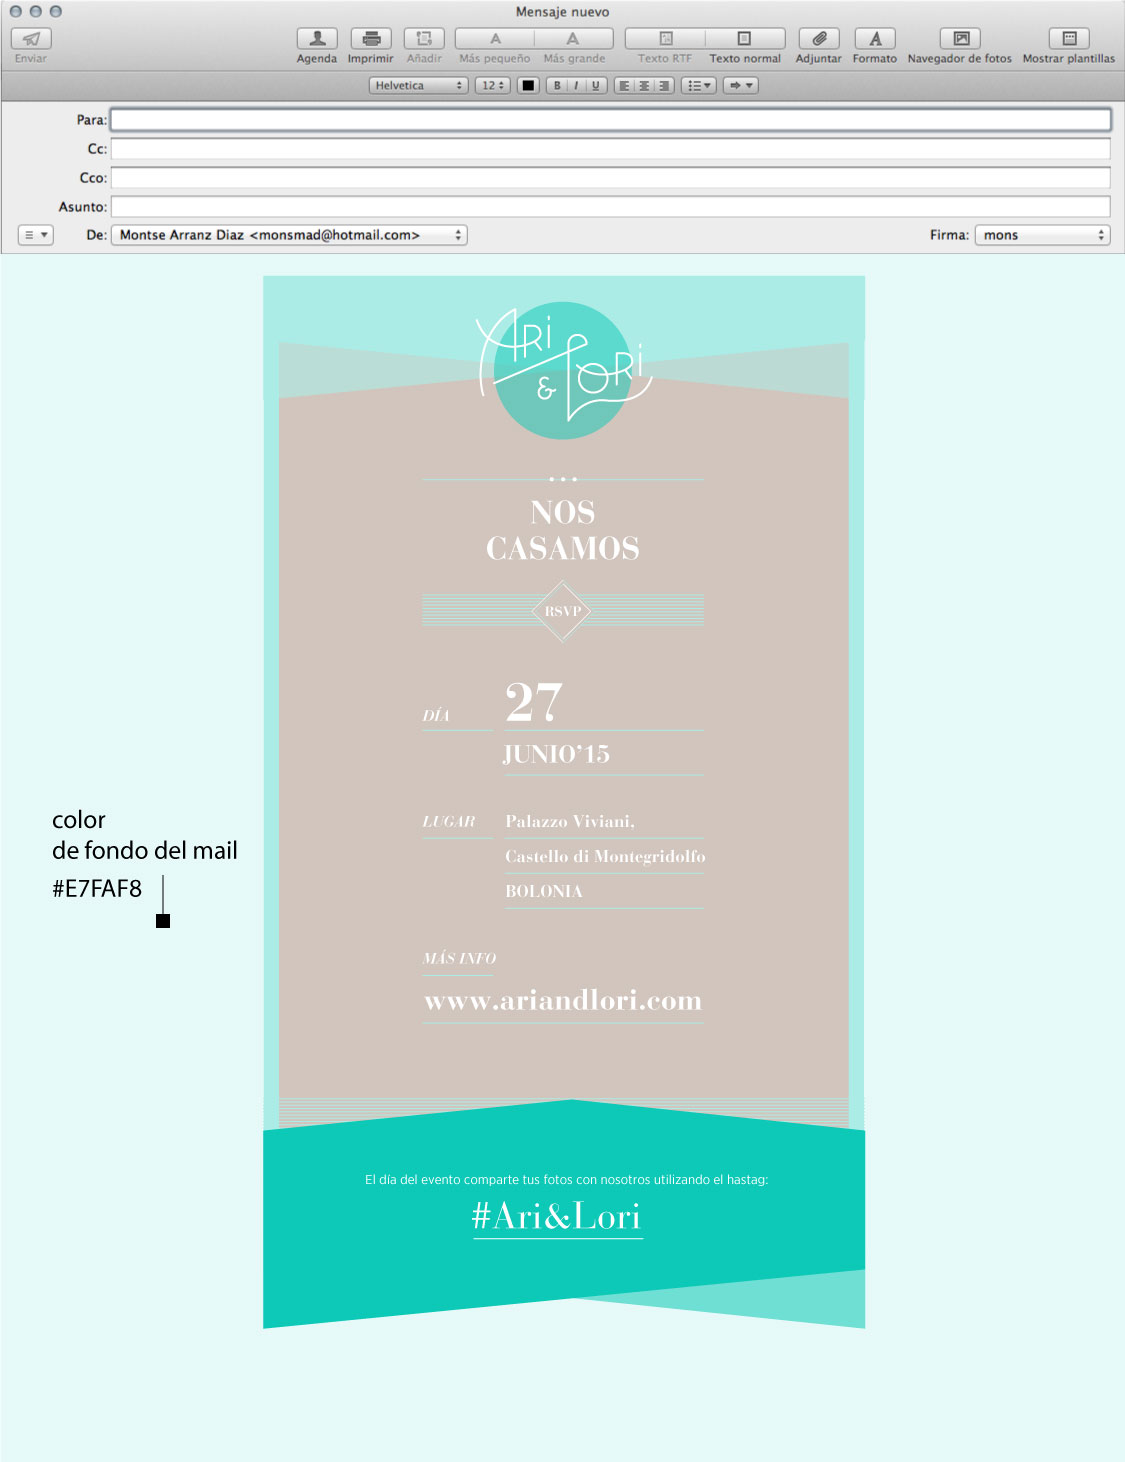 Mensaje nuevo
Enviar
Agenda
Imprimir
Añadir
Más pequeño
Más grande
Texto RTF
Texto normal
Adjuntar
Formato
Navegador de fotos
Mostrar plantillas
Helvetica
12
B I U
Para:
Cc:
Cco:
Asunto:
De: Montse Arranz Diaz <monsmad@hotmail.com>
Firma: mons
Ari
& Lori
NOS
CASAMOS
RSVP
DÍA
27
JUNIO'15
LUGAR
Palazzo Viviani,
Castello di Montegridolfo
BOLONIA
MÁS INFO
www.ariandlori.com
color
de fondo del mail
#E7FAF8
El día del evento comparte tus fotos con nosotros utilizando el hastag:
#Ari&Lori